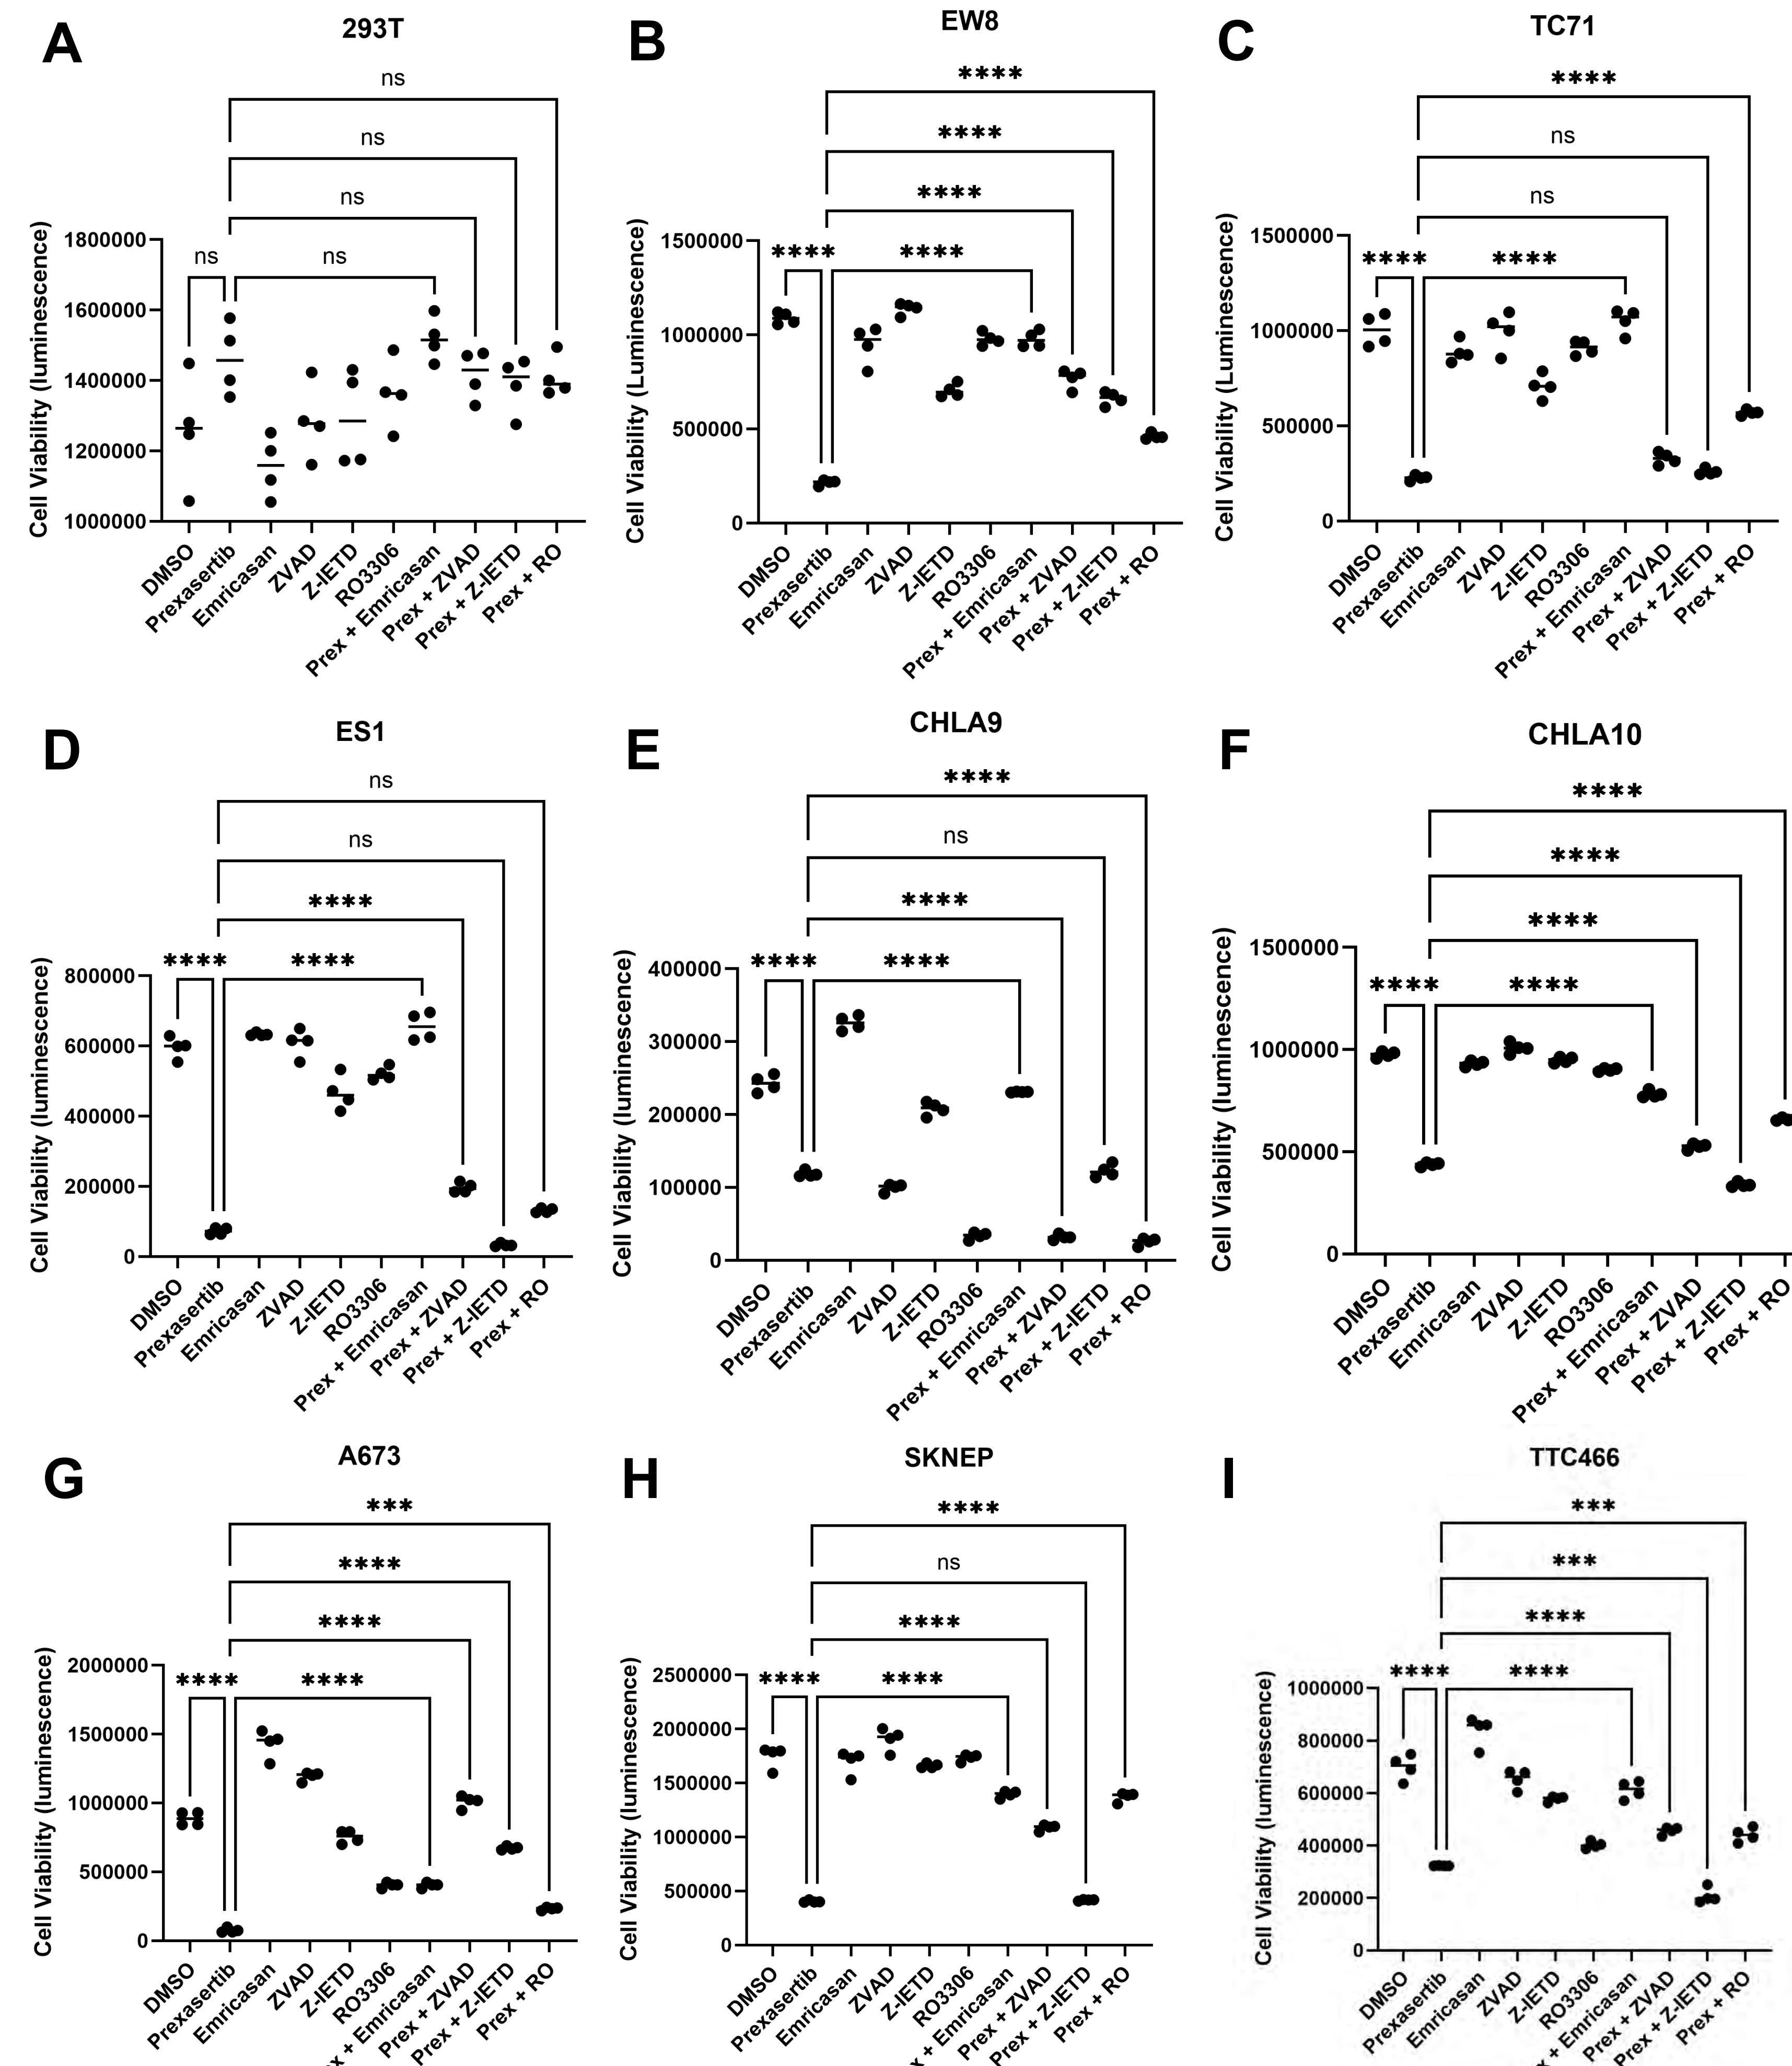 A
293T
ns
ns
ns
ns
ns
Cell Viability (luminescence)
1800000
1600000
1400000
1200000
1000000
DMSO
Prexasertib
Emricasan
ZVAD
Z-IETD
RO3306
Prex + Emricasan
Prex + ZVAD
Prex + Z-IETD
Prex + RO
B
EW8
****
****
****
****
****
Cell Viability (Luminescence)
1500000
1000000
500000
0
DMSO
Prexasertib
Emricasan
ZVAD
Z-IETD
RO3306
Prex + Emricasan
Prex + ZVAD
Prex + Z-IETD
Prex + RO
C
TC71
****
ns
ns
****
****
Cell Viability (Luminescence)
1500000
1000000
500000
0
DMSO
Prexasertib
Emricasan
ZVAD
Z-IETD
RO3306
Prex + Emricasan
Prex + ZVAD
Prex + Z-IETD
Prex + RO
D
ES1
ns
ns
****
****
****
Cell Viability (luminescence)
800000
600000
400000
200000
0
DMSO
Prexasertib
Emricasan
ZVAD
Z-IETD
RO3306
Prex + Emricasan
Prex + ZVAD
Prex + Z-IETD
Prex + RO
E
CHLA9
****
ns
****
****
****
Cell Viability (luminescence)
400000
300000
200000
100000
0
DMSO
Prexasertib
Emricasan
ZVAD
Z-IETD
RO3306
Prex + Emricasan
Prex + ZVAD
Prex + Z-IETD
Prex + RO
F
CHLA10
****
****
****
****
****
Cell Viability (luminescence)
1500000
1000000
500000
0
DMSO
Prexasertib
Emricasan
ZVAD
Z-IETD
RO3306
Prex + Emricasan
Prex + ZVAD
Prex + Z-IETD
Prex + RO
G
A673
***
****
****
****
****
Cell Viability (luminescence)
2000000
1500000
1000000
500000
0
DMSO
Prexasertib
Emricasan
ZVAD
Z-IETD
RO3306
ex + Emricasan
Prex + ZVAD
Prex + Z-IETD
Prex + RO
H
SKNEP
****
ns
****
****
****
Cell Viability (luminescence)
2500000
2000000
1500000
1000000
500000
0
DMSO
Prexasertib
Emricasan
ZVAD
Z-IETD
RO3306
ex + Emricasan
Prex + ZVAD
Prex + Z-IETD
Prex + RO
I
TTC466
***
***
****
****
****
Cell Viability (luminescence)
1000000
800000
600000
400000
200000
0
DMSO
Prexasertib
Emricasan
ZVAD
Z-IETD
RO3306
x + Emricasan
Prex + ZVAD
Prex + Z-IETD
Prex + RO